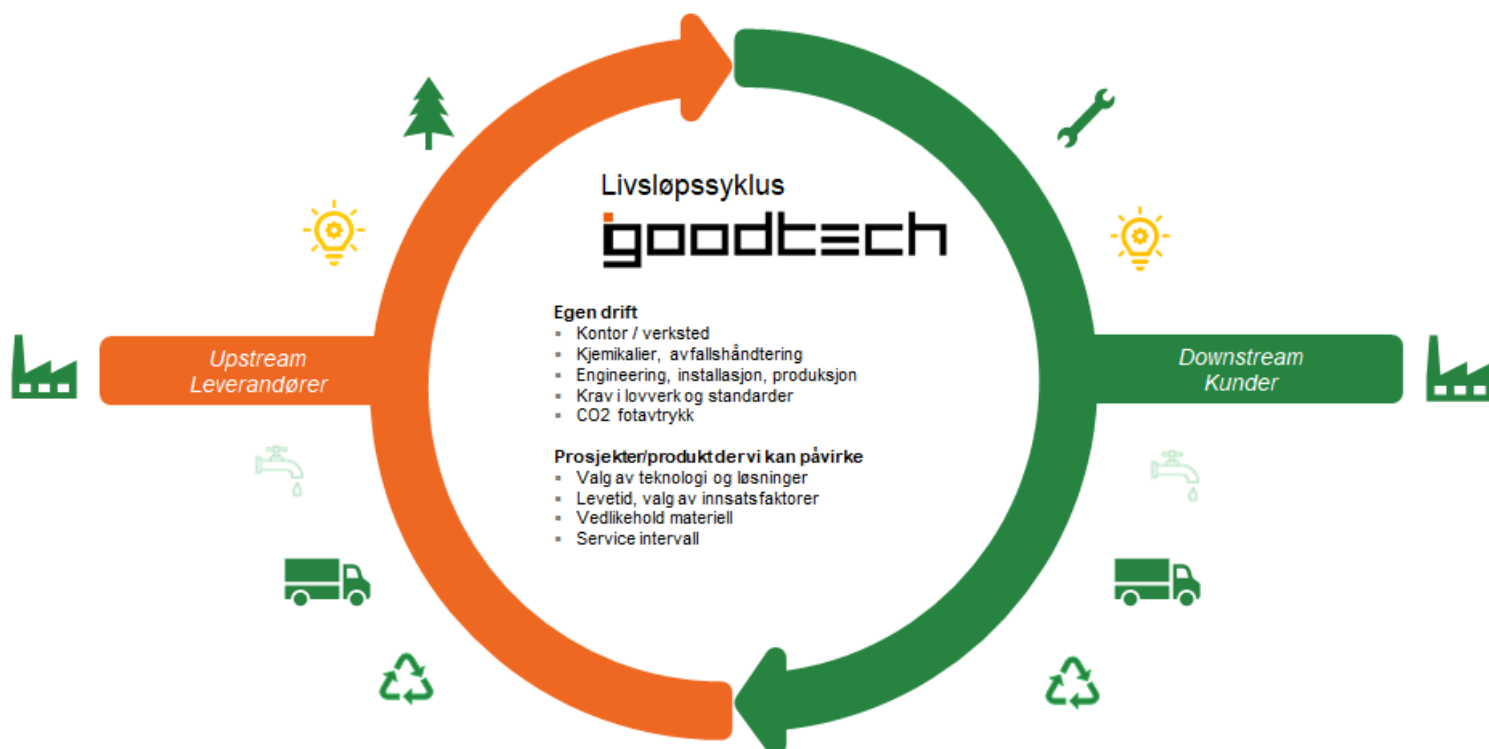 Livsløpssyklus
goodtech
Egen drift
▪ Kontor / verksted
▪ Kjemikalier, avfallshåndtering
▪ Engineering, installasjon, produksjon
▪ Krav i lovverk og standarder
▪ CO2 fotavtrykk
Prosjekter/produkt der vi kan påvirke
▪ Valg av teknologi og løsninger
▪ Levetid, valg av innsatsfaktorer
▪ Vedlikehold materiell
▪ Service intervall
Upstream
Leverandører
Downstream
Kunder